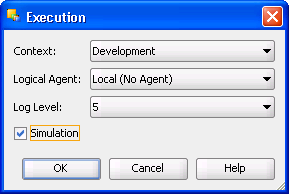 Execution
Context: Development
Logical Agent: Local (No Agent)
Log Level: 5
Simulation
OK Cancel Help